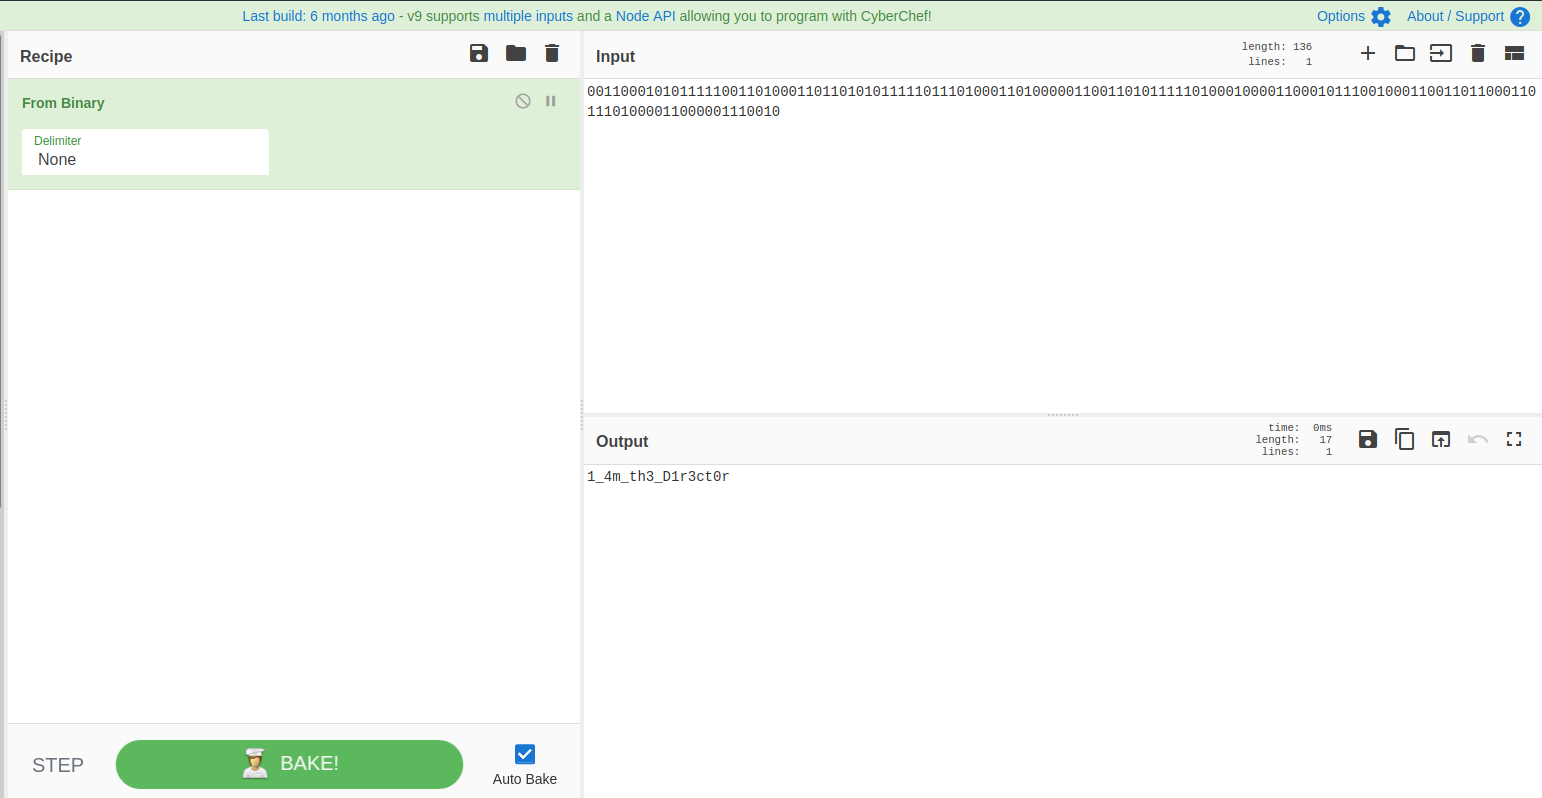 Last build: 6 months ago - v9 supports multiple inputs and a Node API allowing you to program with CyberChef!
Options
About / Support
Recipe
From Binary
Delimiter
None
STEP
BAKE!
Auto Bake
Input
length: 136
lines: 1
00110001010111110011010001101101010111110111010001101000001100110101111101000100001100010111001000110011011000110
11101000011000001110010
Output
time: 0ms
length: 17
lines: 1
1_4m_th3_D1r3ct0r